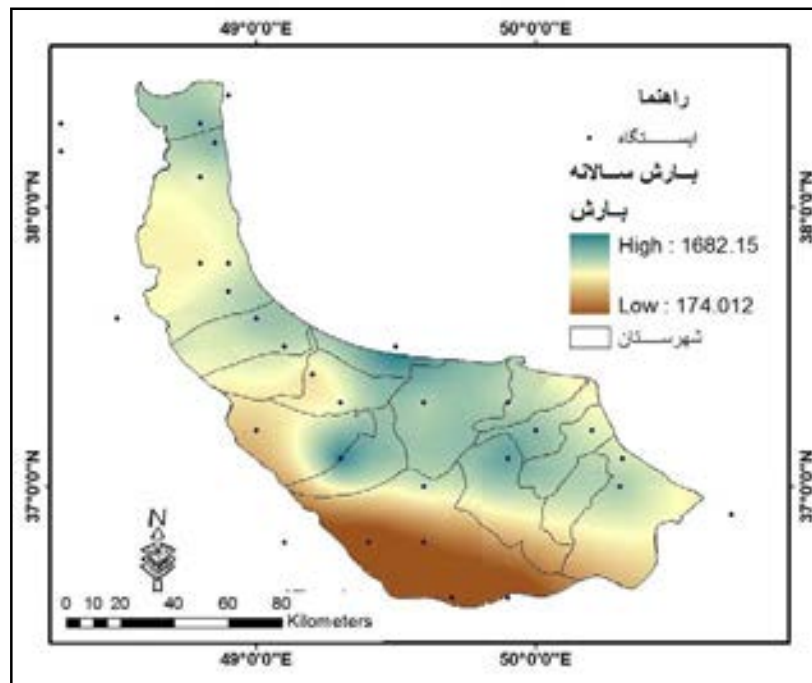 49°0'0"E 50°0'0"E
راهنما
ایستگاه
بارش سالانه
بارش
High : 1682.15
Low : 174.012
شهرستان
38°0'0"N 38°0'0"N
37°0'0"N 37°0'0"N
N
0 10 20 40 60 80
Kilometers
49°0'0"E 50°0'0"E